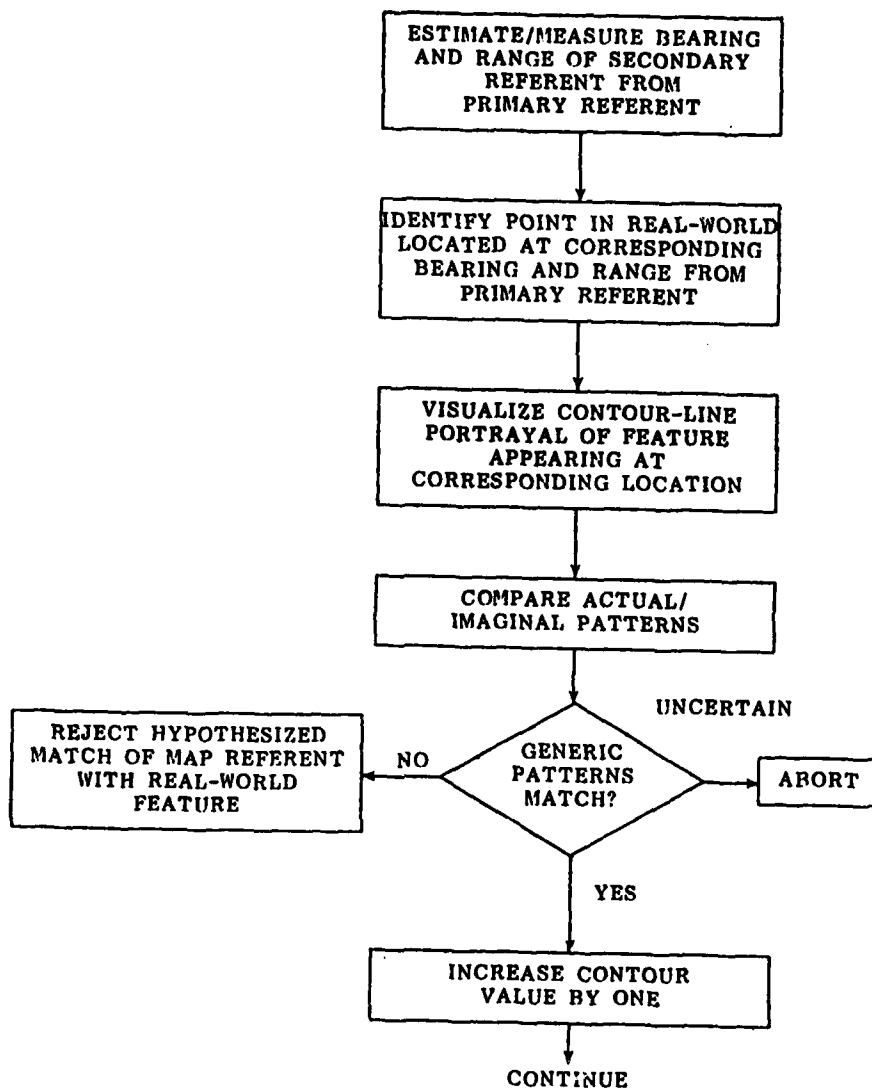 ESTIMATE/MEASURE BEARING
AND RANGE OF SECONDARY
REFERENT FROM
PRIMARY REFERENT
IDENTIFY POINT IN REAL-WORLD
LOCATED AT CORRESPONDING
BEARING AND RANGE FROM
PRIMARY REFERENT
VISUALIZE CONTOUR-LINE
PORTRAYAL OF FEATURE
APPEARING AT
CORRESPONDING LOCATION
COMPARE ACTUAL/
IMAGINAL PATTERNS
UNCERTAIN
REJECT HYPOTHESIZED
MATCH OF MAP REFERENT
WITH REAL-WORLD
FEATURE
NO
GENERIC
PATTERNS
MATCH?
ABORT
YES
INCREASE CONTOUR
VALUE BY ONE
CONTINUE